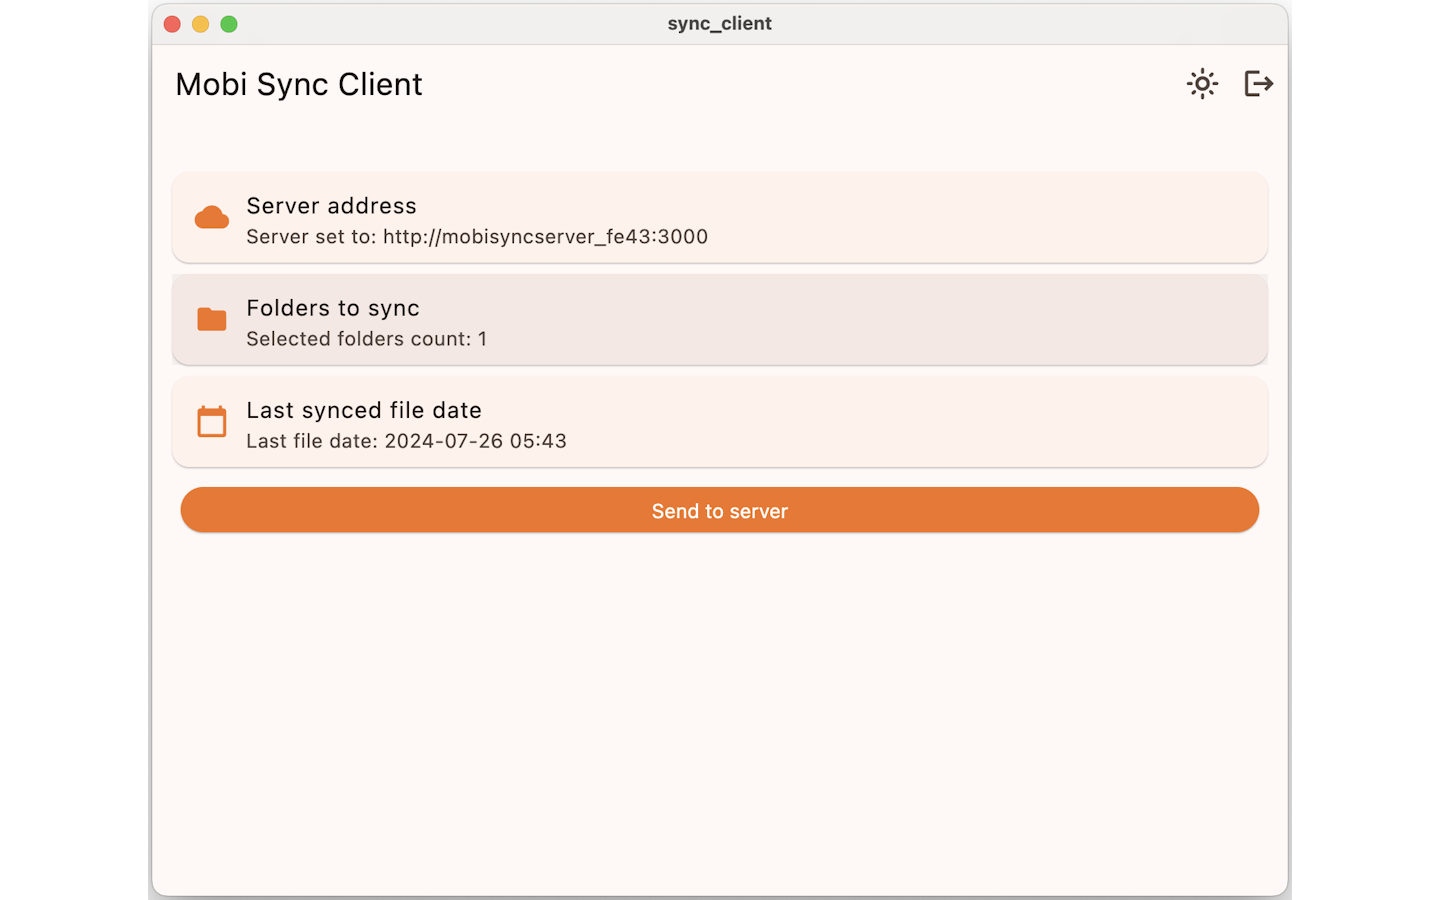 sync_client
Mobi Sync Client
Server address
Server set to: http://mobisyncserver_fe43:3000
Folders to sync
Selected folders count: 1
Last synced file date
Last file date: 2024-07-26 05:43
Send to server